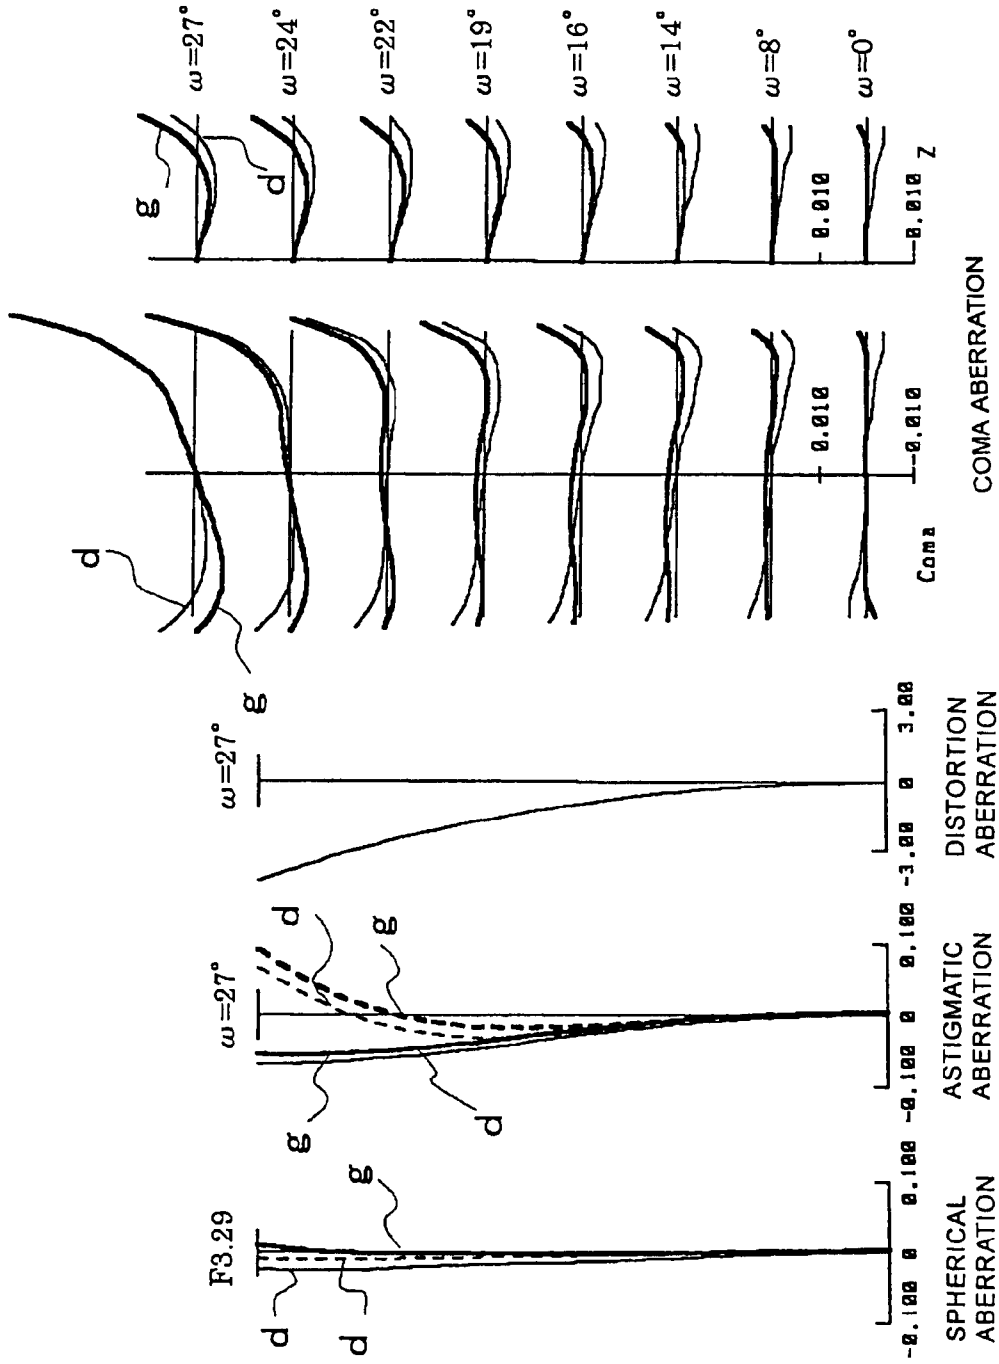 F3.29
d
d
g
-0.100 0 0.100
SPHERICAL
ABERRATION
ω=27°
g
d
d
g
-0.100 0 0.100
ASTIGMATIC
ABERRATION
ω=27°
-3.00 0 3.00
DISTORTION
ABERRATION
g
d
g
d
ω=27°
ω=24°
ω=22°
ω=19°
ω=16°
ω=14°
ω=8°
ω=0°
0.010
0.010
-0.010
-0.010
Coma
Z
COMA ABERRATION